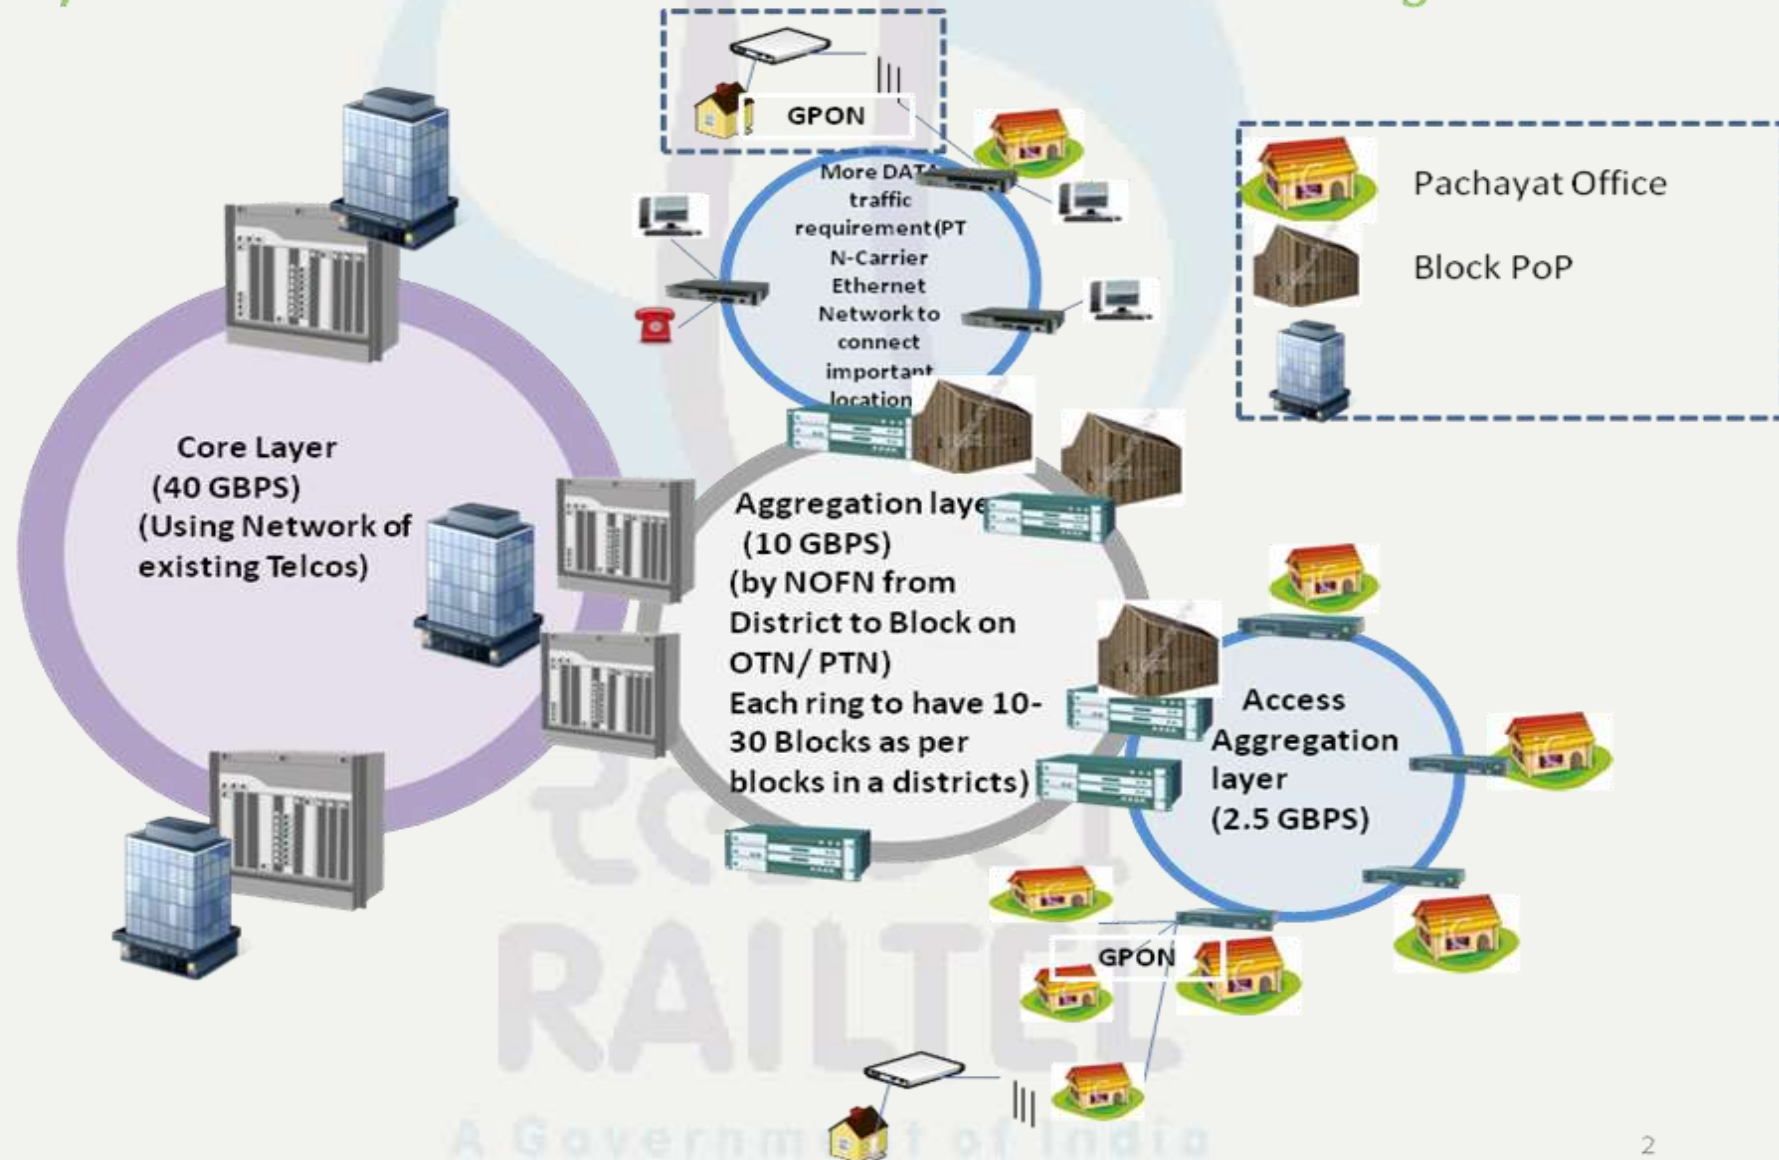 GPON
More DATA
traffic
requirement(PT
N-Carrier
Ethernet
Network to
connect
important
location
Pachayat Office
Block PoP
Core Layer
(40 GBPS)
(Using Network of
existing Telcos)
Aggregation laye
(10 GBPS)
(by NOFN from
District to Block on
OTN/ PTN)
Each ring to have 10-
30 Blocks as per
blocks in a districts)
Access
Aggregation
layer
(2.5 GBPS)
GPON
RAILTEL
A Government of India
2